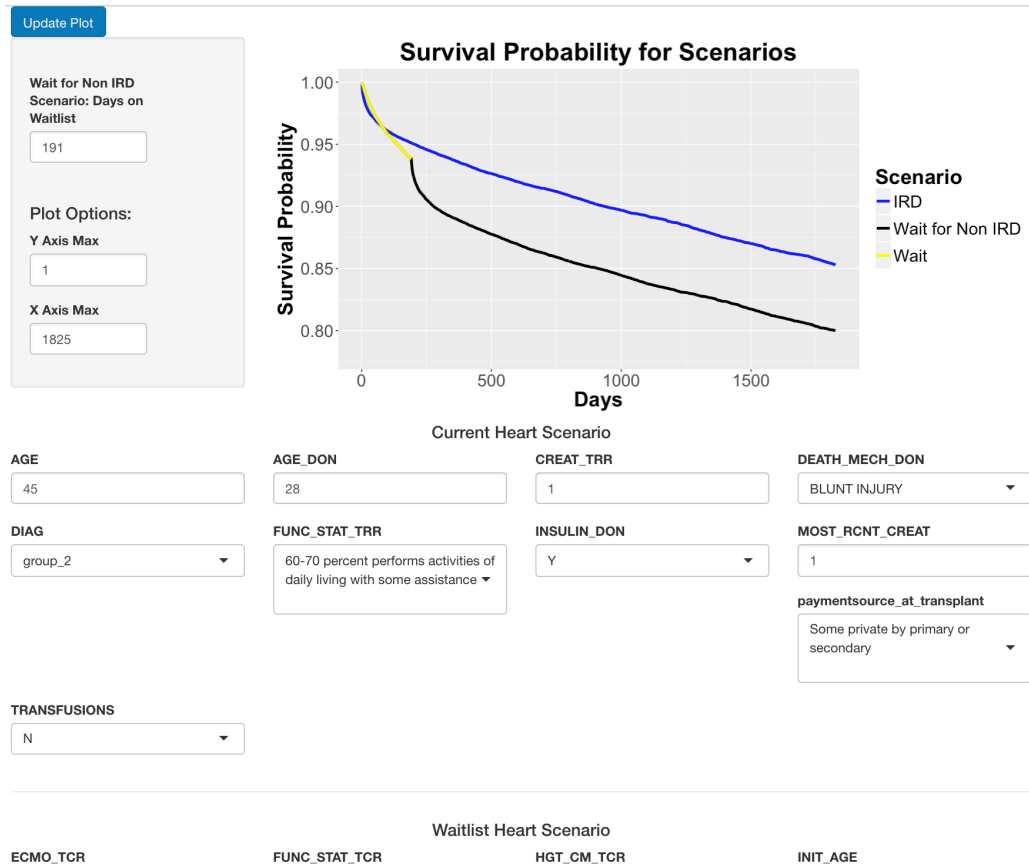 Update Plot
Wait for Non IRD
Scenario: Days on
Waitlist
191
Plot Options:
Y Axis Max
1
X Axis Max
1825
Survival Probability for Scenarios
Survival Probability
1.00
0.95
0.90
0.85
0.80
0
500
1000
1500
Days
Scenario
IRD
Wait for Non IRD
Wait
Current Heart Scenario
AGE
AGE_DON
CREAT_TRR
DEATH_MECH_DON
45
28
1
BLUNT INJURY
DIAG
FUNC_STAT_TRR
INSULIN_DON
MOST_RCNT_CREAT
group_2
60-70 percent performs activities of
daily living with some assistance
Y
1
paymentsource_at_transplant
Some private by primary or
secondary
TRANSFUSIONS
N
Waitlist Heart Scenario
ECMO_TCR
FUNC_STAT_TCR
HGT_CM_TCR
INIT_AGE